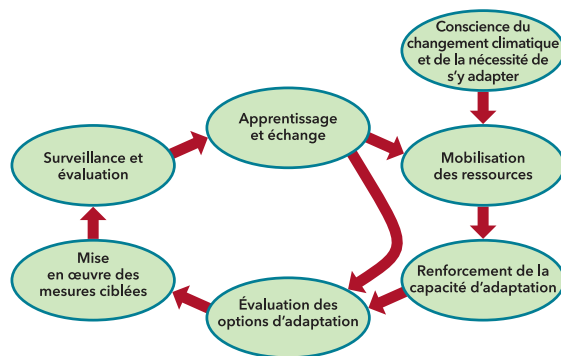 Conscience du
changement climatique
et de la nécessité de
s'y adapter
Apprentissage
et échange
Surveillance et
évaluation
Mobilisation
des ressources
Mise
en œuvre des
mesures ciblées
Évaluation des
options d'adaptation
Renforcement de la
capacité d'adaptation